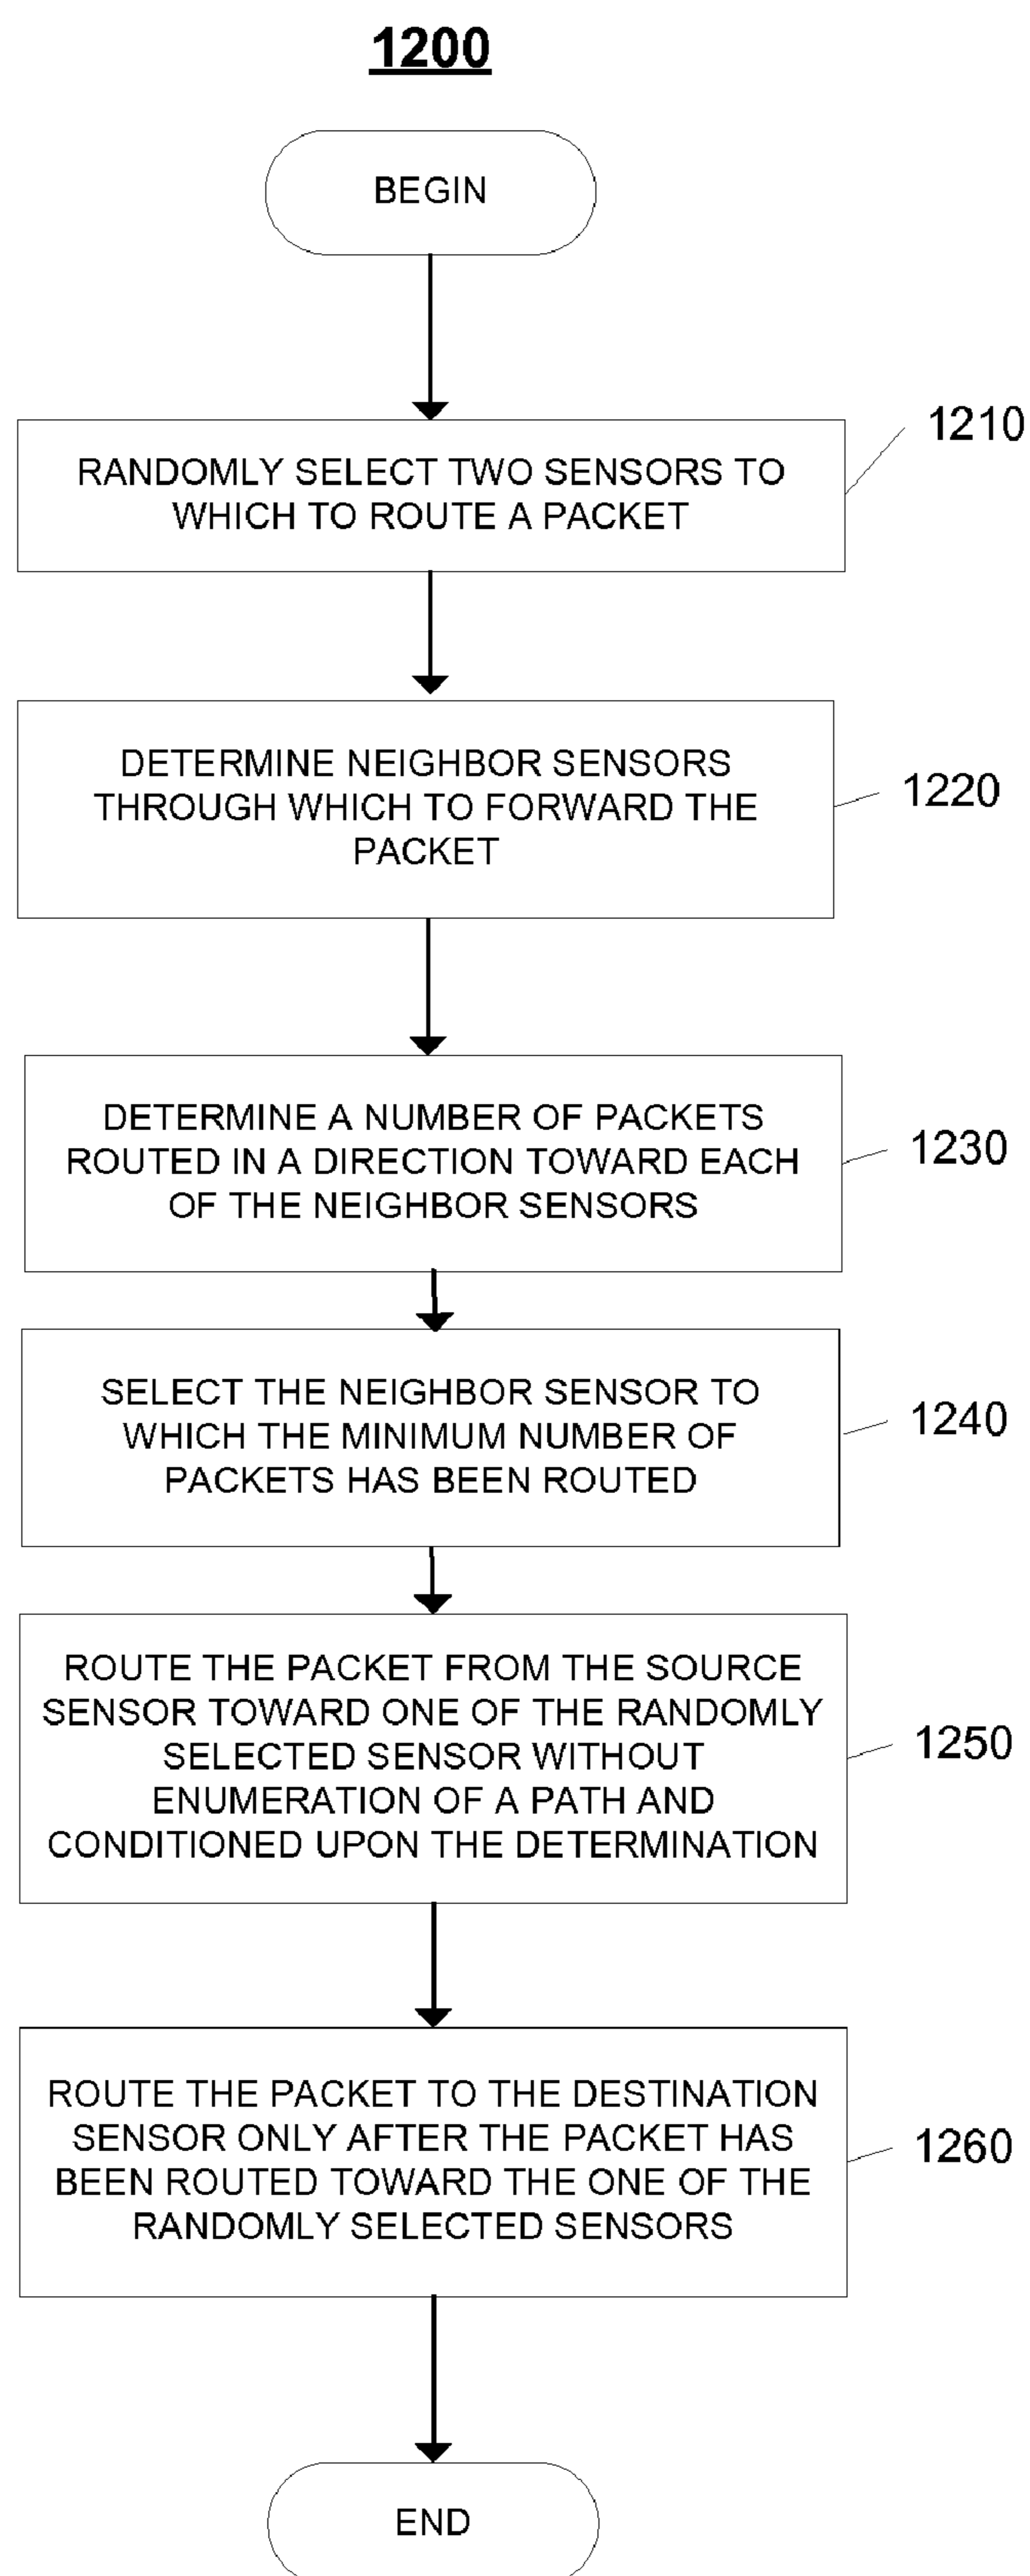 1200
BEGIN
1210
RANDOMLY SELECT TWO SENSORS TO
WHICH TO ROUTE A PACKET
1220
DETERMINE NEIGHBOR SENSORS
THROUGH WHICH TO FORWARD THE
PACKET
1230
DETERMINE A NUMBER OF PACKETS
ROUTED IN A DIRECTION TOWARD EACH
OF THE NEIGHBOR SENSORS
1240
SELECT THE NEIGHBOR SENSOR TO
WHICH THE MINIMUM NUMBER OF
PACKETS HAS BEEN ROUTED
1250
ROUTE THE PACKET FROM THE SOURCE
SENSOR TOWARD ONE OF THE RANDOMLY
SELECTED SENSOR WITHOUT
ENUMERATION OF A PATH AND
CONDITIONED UPON THE DETERMINATION
1260
ROUTE THE PACKET TO THE DESTINATION
SENSOR ONLY AFTER THE PACKET HAS
BEEN ROUTED TOWARD THE ONE OF THE
RANDOMLY SELECTED SENSORS
END